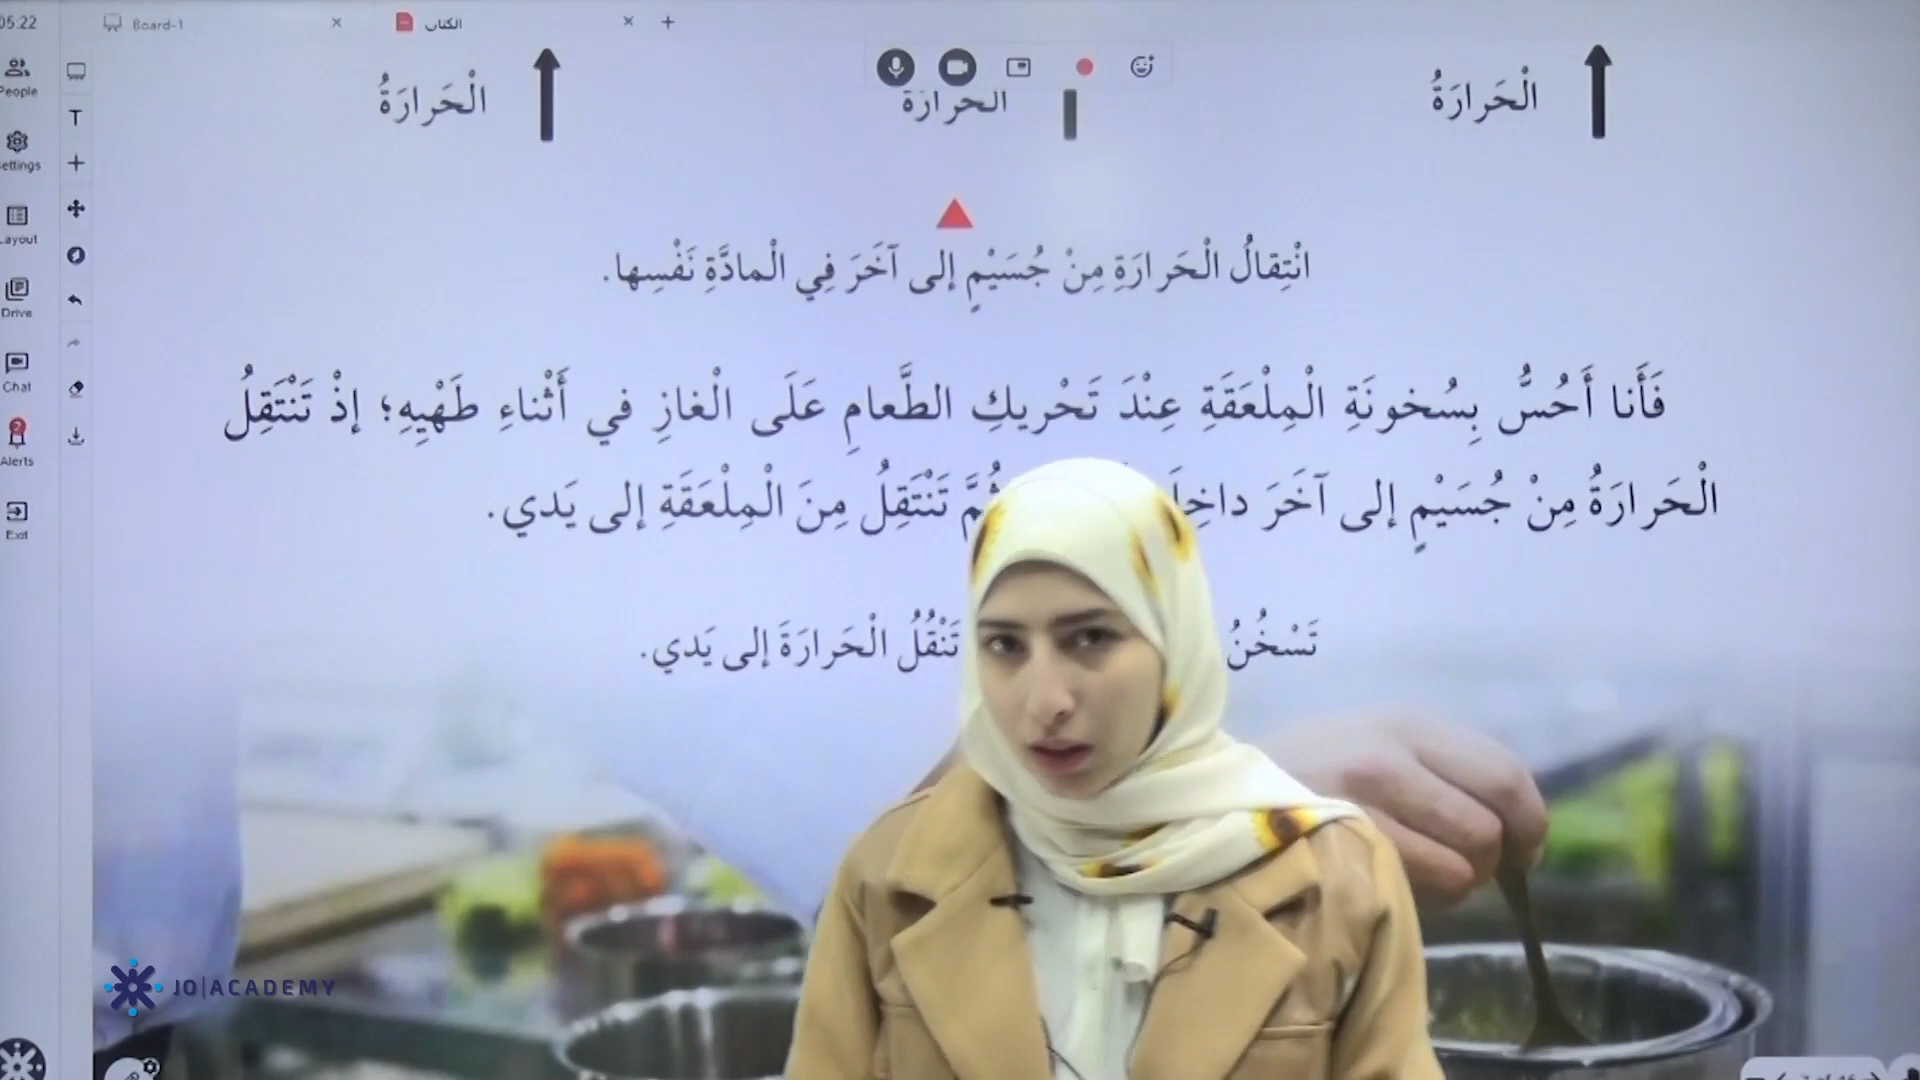 05:22
Board-1
الكتاب
People
Settings
Layout
Drive
Chat
2
Alerts
Exit
الْحَرارَةُ
الحرارة
الْحَرارَةُ
انْتِقالُ الْحَرارَةِ مِنْ جُسَيْمٍ إلى آخَرَ فِي الْمادَّةِ نَفْسِها.
فَأَنا أَحُسُّ بِسُخونَةِ الْمِلْعَقَةِ عِنْدَ تَحْريكِ الطَّعامِ عَلَى الْغازِ في أَثْناءِ طَهْيِهِ؛ إذْ تَنْتَقِلُ
الْحَرارَةُ مِنْ جُسَيْمٍ إلى آخَرَ ثُمَّ تَنْتَقِلُ مِنَ الْمِلْعَقَةِ إلى يَدي.
تَسْخُنُ تَنْقُلُ الْحَرارَةَ إلى يَدي.
JO|ACADEMY